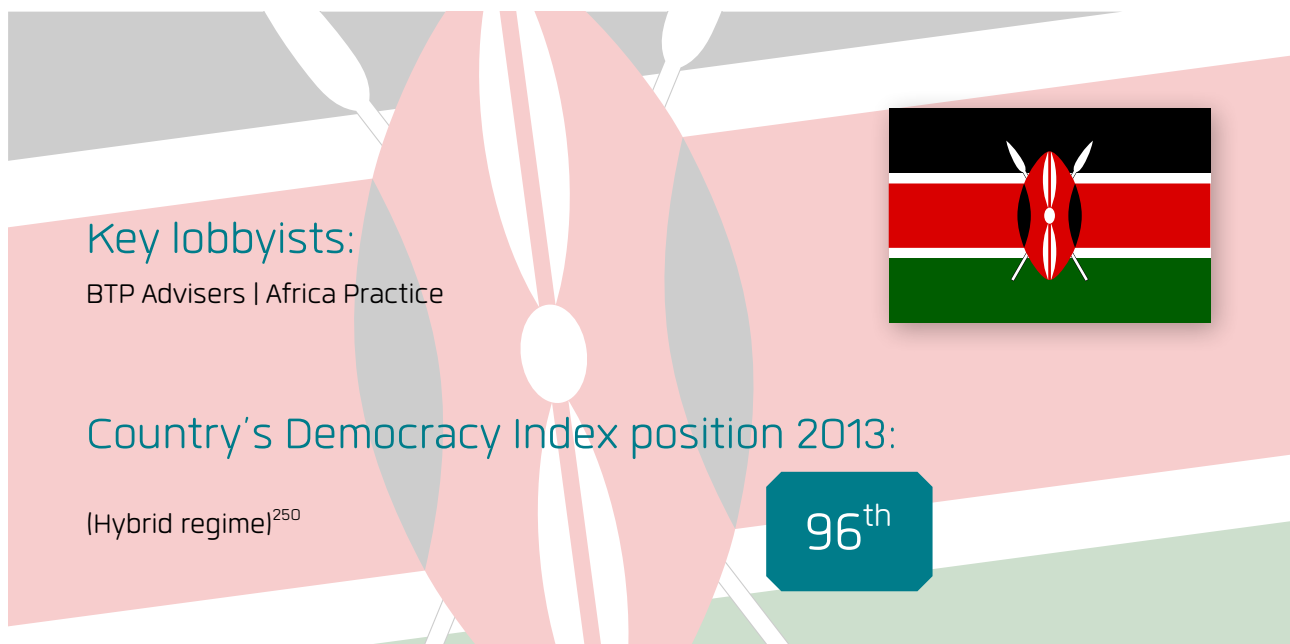 Key lobbyists:
BTP Advisers | Africa Practice
Country's Democracy Index position 2013:
(Hybrid regime)250
96th